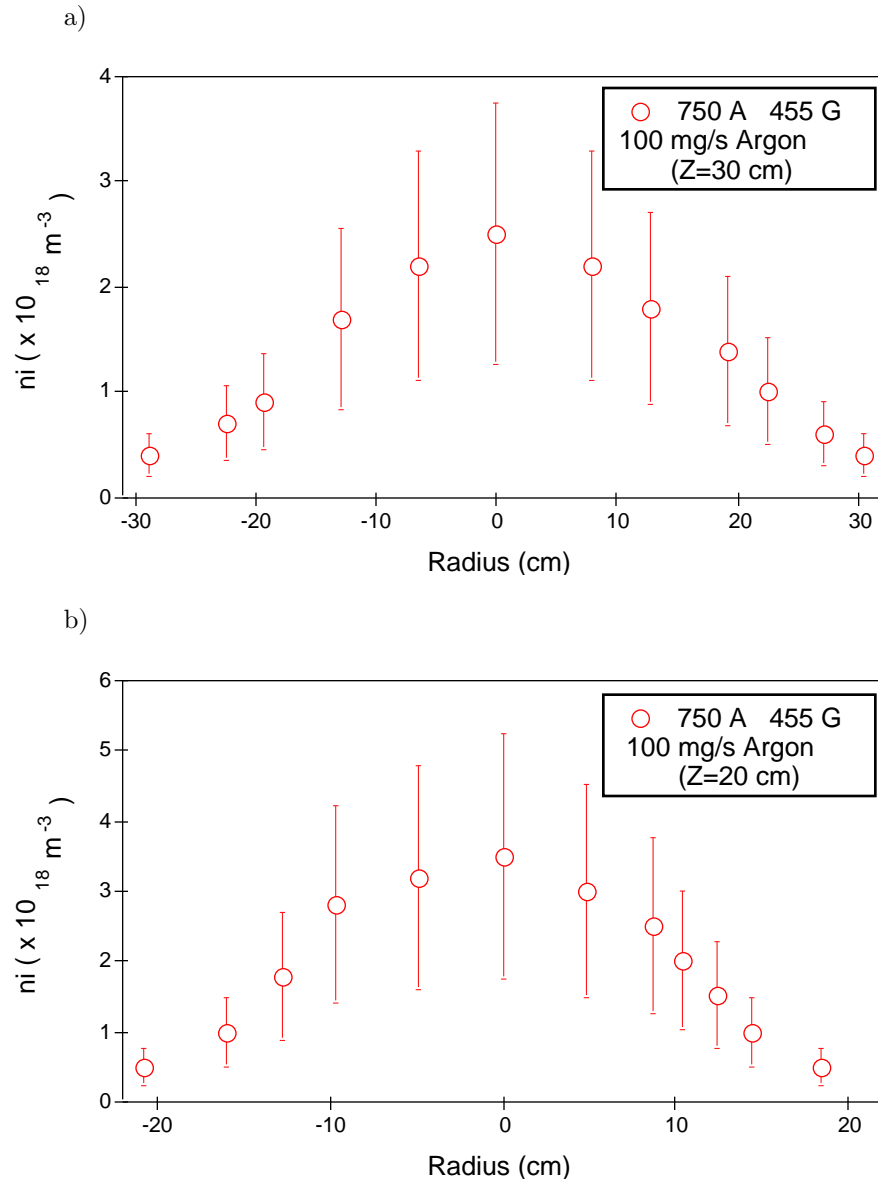 a)
4
3
2
1
0
ni ( x 10 18 m-3 )
750 A 455 G
100 mg/s Argon
(Z=30 cm)
-30 -20 -10 0 10 20 30
Radius (cm)
b)
6
5
4
3
2
1
0
ni ( x 10 18 m-3 )
750 A 455 G
100 mg/s Argon
(Z=20 cm)
-20 -10 0 10 20
Radius (cm)